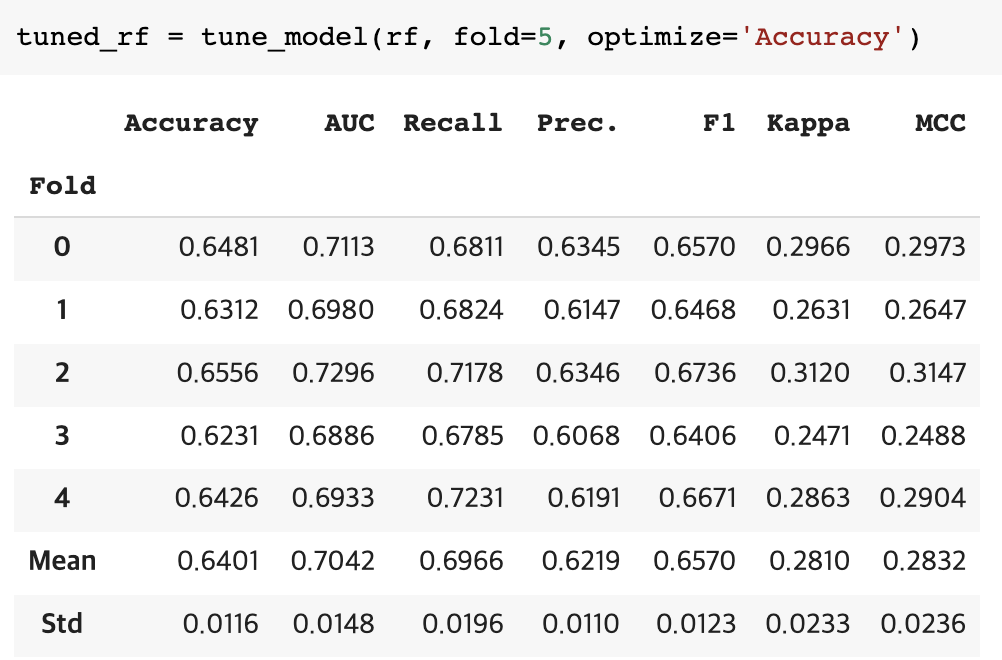 tuned_rf = tune_model(rf, fold=5, optimize='Accuracy')
Accuracy AUC Recall Prec. F1 Kappa MCC
Fold
0 0.6481 0.7113 0.6811 0.6345 0.6570 0.2966 0.2973
1 0.6312 0.6980 0.6824 0.6147 0.6468 0.2631 0.2647
2 0.6556 0.7296 0.7178 0.6346 0.6736 0.3120 0.3147
3 0.6231 0.6886 0.6785 0.6068 0.6406 0.2471 0.2488
4 0.6426 0.6933 0.7231 0.6191 0.6671 0.2863 0.2904
Mean 0.6401 0.7042 0.6966 0.6219 0.6570 0.2810 0.2832
Std 0.0116 0.0148 0.0196 0.0110 0.0123 0.0233 0.0236